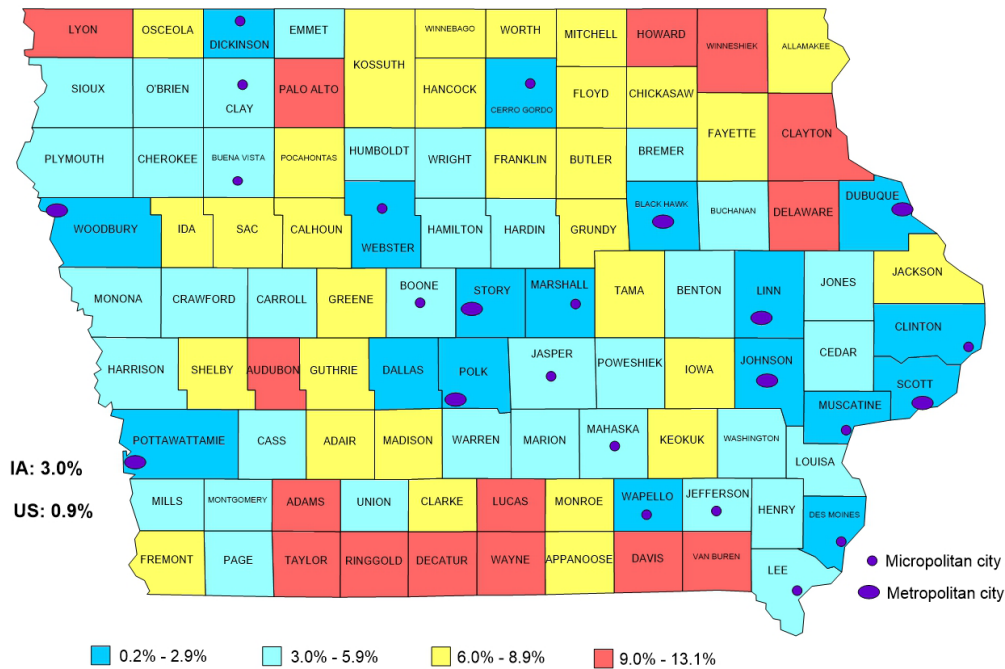 LYON OSCEOLA DICKINSON EMMET WINNEBAGO WORTH MITCHELL HOWARD WINNESHIEK ALLAMAKEE
KOSSUTH
SIOUX O'BRIEN CLAY PALO ALTO HANCOCK CERRO GORDO FLOYD CHICKASAW
FAYETTE CLAYTON
PLYMOUTH CHEROKEE BUENA VISTA POCAHONTAS HUMBOLDT WRIGHT FRANKLIN BUTLER BREMER
WOODBURY IDA SAC CALHOUN WEBSTER HAMILTON HARDIN GRUNDY BLACK HAWK BUCHANAN DELAWARE DUBUQUE
MONONA CRAWFORD CARROLL GREENE BOONE STORY MARSHALL TAMA BENTON LINN JONES JACKSON
CLINTON
HARRISON SHELBY AUDUBON GUTHRIE DALLAS POLK JASPER POWESHIEK IOWA JOHNSON CEDAR SCOTT
MUSCATINE
POTTAWATTAMIE CASS ADAIR MADISON WARREN MARION MAHASKA KEOKUK WASHINGTON LOUISA
IA: 3.0%
US: 0.9%
MILLS MONTGOMERY ADAMS UNION CLARKE LUCAS MONROE WAPELLO JEFFERSON HENRY DES MOINES
FREMONT PAGE TAYLOR RINGGOLD DECATUR WAYNE APPANOOSE DAVIS VAN BUREN LEE
Micropolitan city
Metropolitan city
0.2% - 2.9% 3.0% - 5.9% 6.0% - 8.9% 9.0% - 13.1%